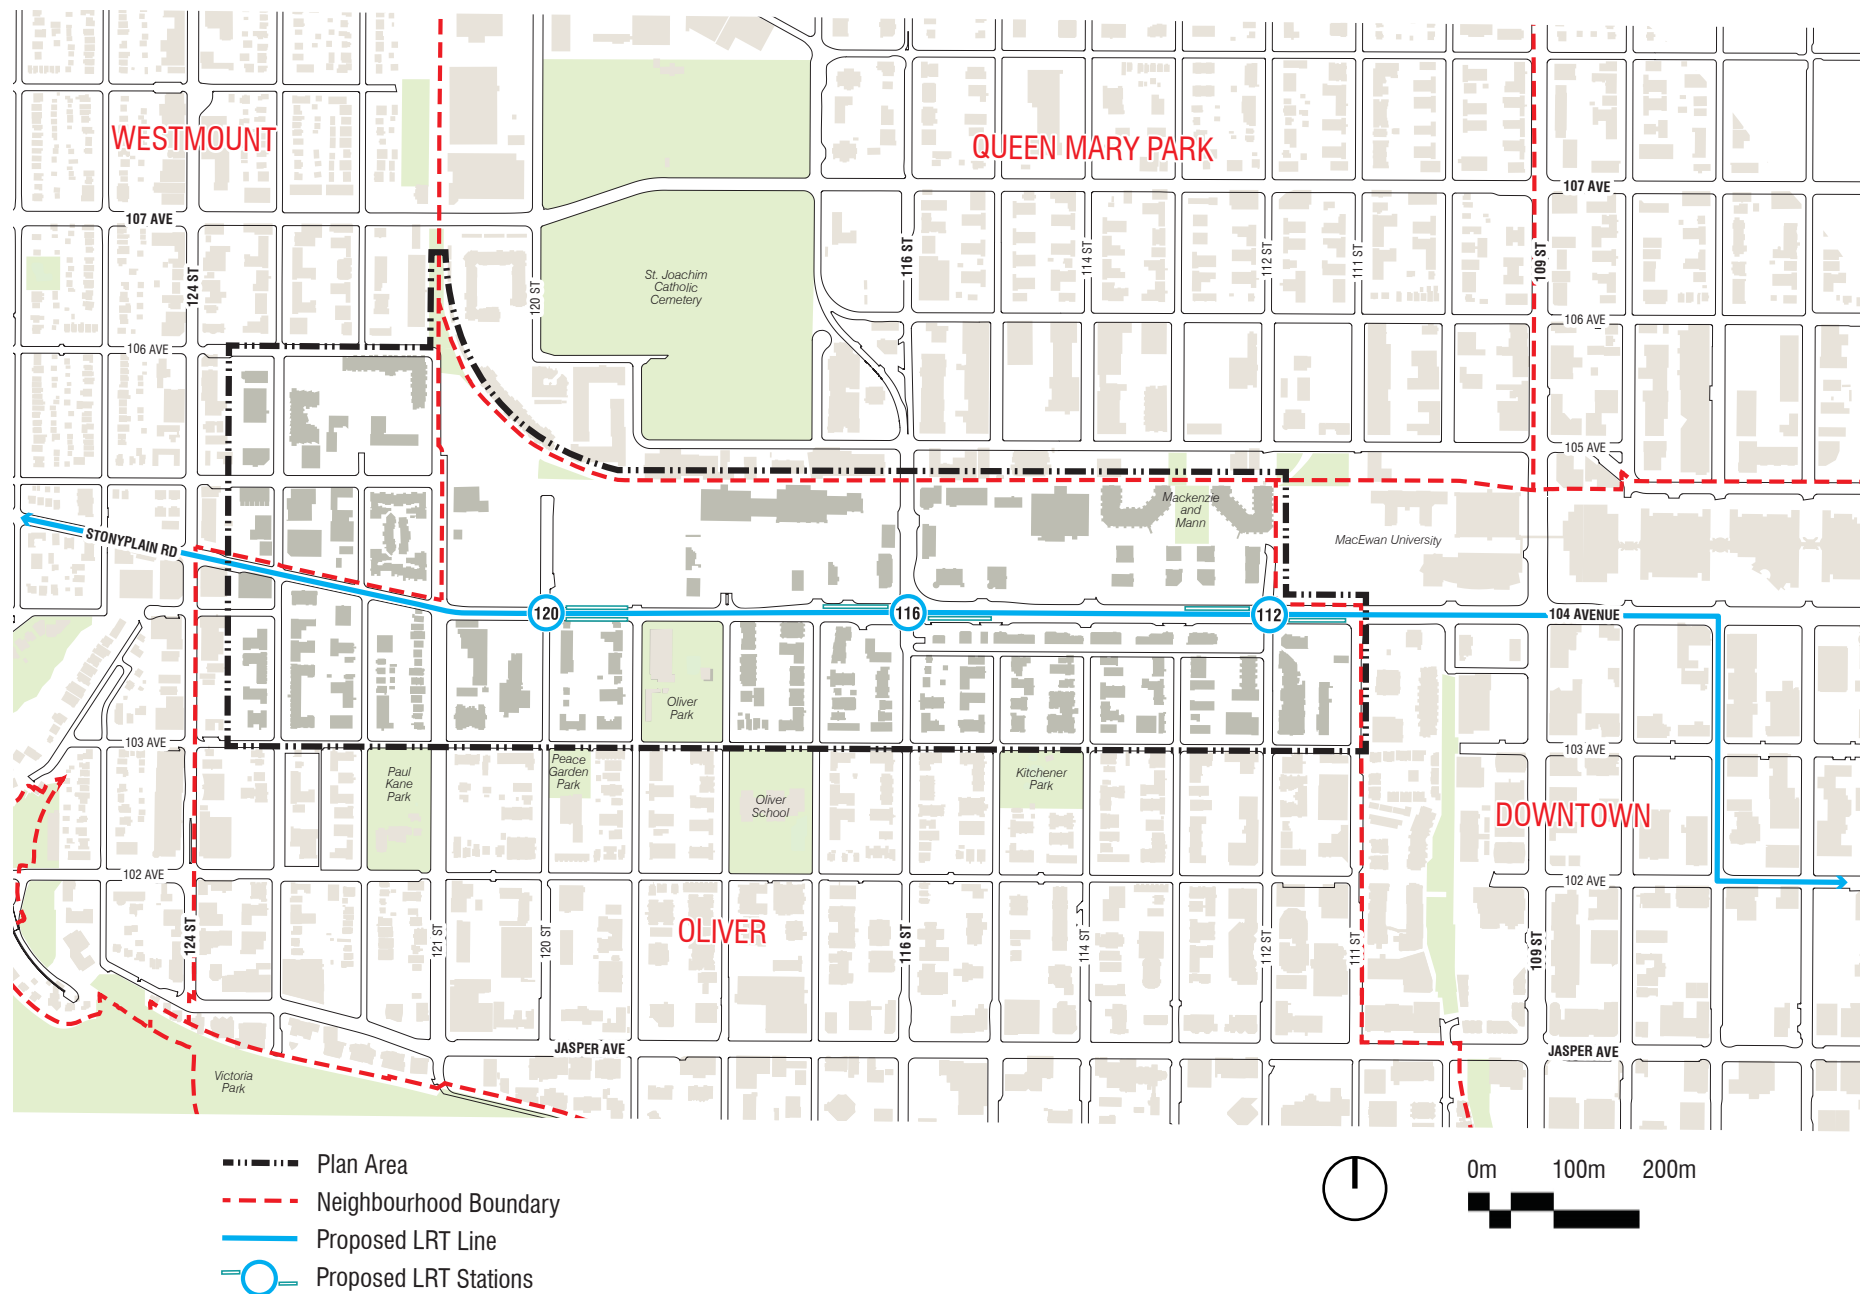 WESTMOUNT
QUEEN MARY PARK
107 AVE
107 AVE
124 ST
120 ST
St. Joachim
Catholic
Cemetery
116 ST
114 ST
112 ST
111 ST
109 ST
106 AVE
106 AVE
105 AVE
STONYPLAIN RD
Mackenzie
and
Mann
MacEwan University
120
116
112
104 AVENUE
Oliver
Park
103 AVE
103 AVE
Paul
Kane
Park
Peace
Garden
Park
Oliver
School
Kitchener
Park
DOWNTOWN
102 AVE
102 AVE
OLIVER
124 ST
121 ST
120 ST
116 ST
114 ST
112 ST
111 ST
109 ST
JASPER AVE
JASPER AVE
Victoria
Park
Plan Area
Neighbourhood Boundary
Proposed LRT Line
Proposed LRT Stations
0m 100m 200m